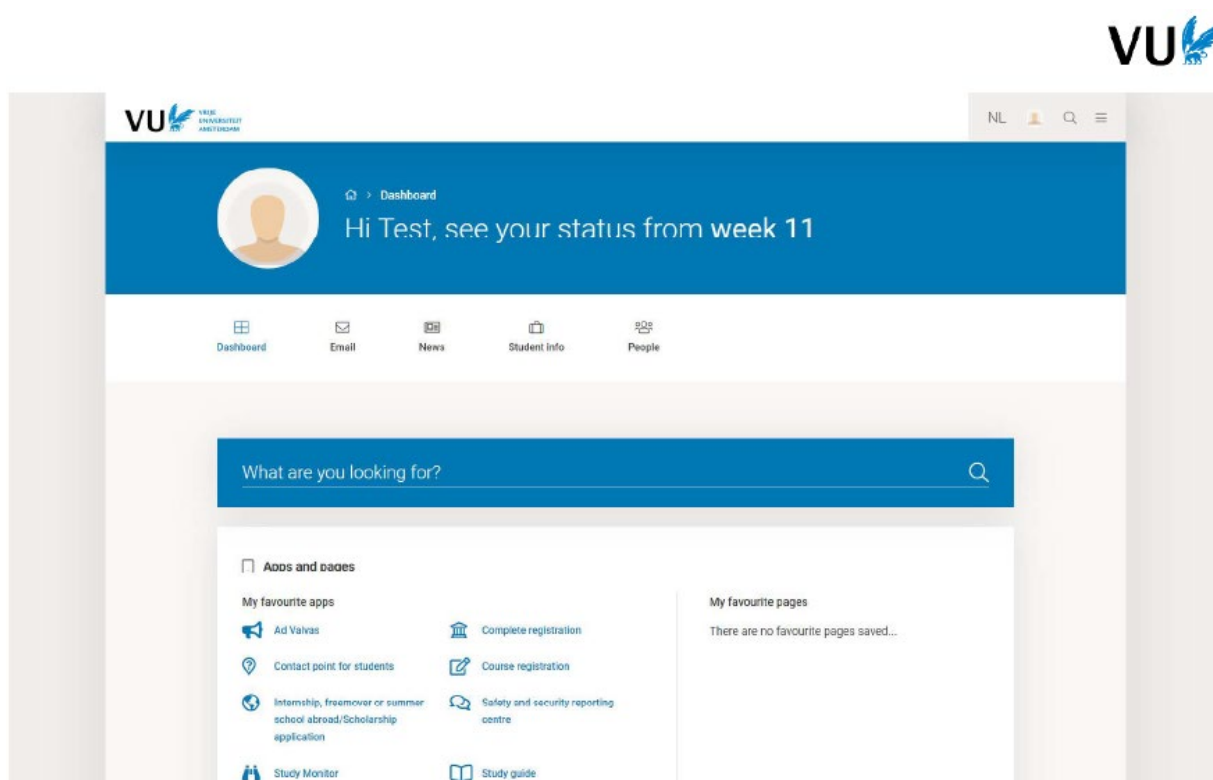 VU
VU VRIJE
UNIVERSITEIT
AMSTERDAM
NL
> Dashboard
Hi Test, see your status from week 11
Dashboard
Email
News
Student info
People
What are you looking for?
Apps and pages
My favourite apps
Ad Valvas
Complete registration
Contact point for students
Course registration
Internship, freemover or summer
school abroad/Scholarship
application
Safety and security reporting
centre
Study Monitor
Study guide
My favourite pages
There are no favourite pages saved...